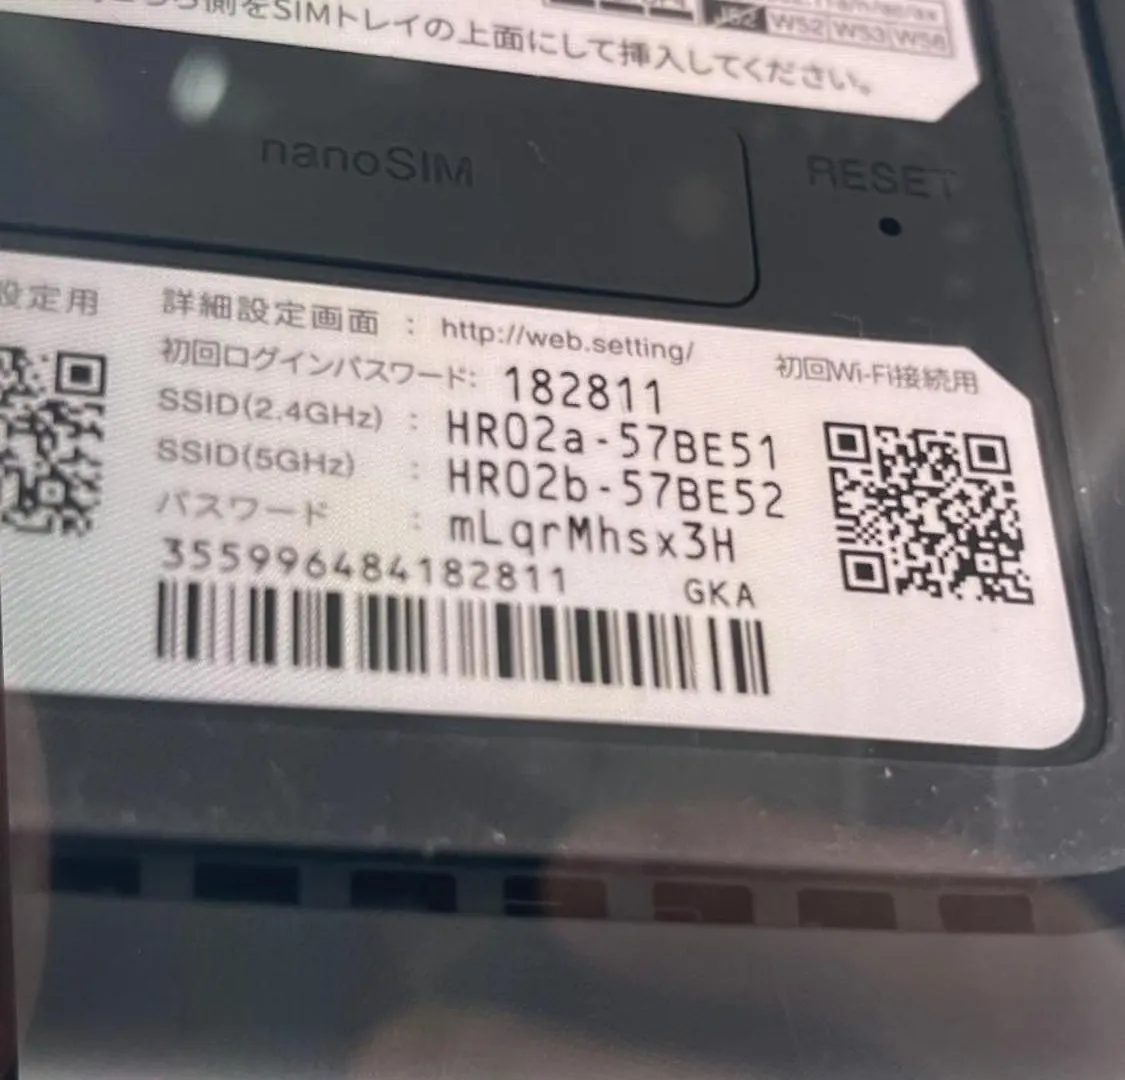 側をSIMトレイの上面にして挿入してください。
W52 W53 W56
nanoSIM
RESET
設定用
詳細設定画面 : http://web.setting/
初回ログインパスワード: 182811
SSID(2.4GHz) : HR02a-57BE51
SSID(5GHz) : HR02b-57BE52
パスワード : mLqrMhsx3H
355996484182811 GKA
初回Wi-Fi接続用